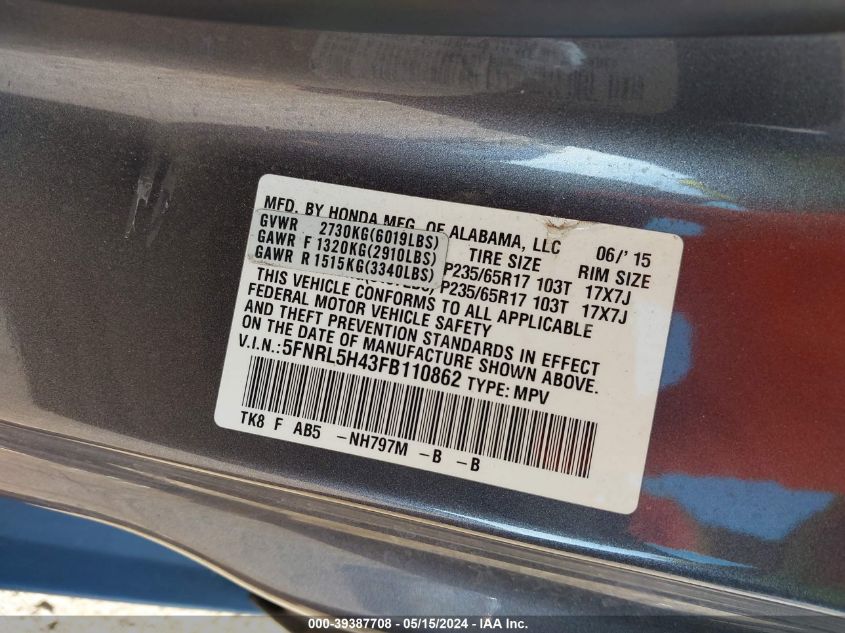 MFD. BY HONDA MFG. OF ALABAMA, LLC 06/'15
GVWR 2730KG(6019LBS) TIRE SIZE RIM SIZE
GAWR F 1320KG(2910LBS) P235/65R17 103T 17X7J
GAWR R 1515KG(3340LBS) P235/65R17 103T 17X7J
THIS VEHICLE CONFORMS TO ALL APPLICABLE
FEDERAL MOTOR VEHICLE SAFETY
AND THEFT PREVENTION STANDARDS IN EFFECT
ON THE DATE OF MANUFACTURE SHOWN ABOVE.
V.I.N.:5FNRL5H43FB110862 TYPE: MPV
TK8 F AB5 -NH797M -B -B
000-39387708 - 05/15/2024 - © IAA, Inc.